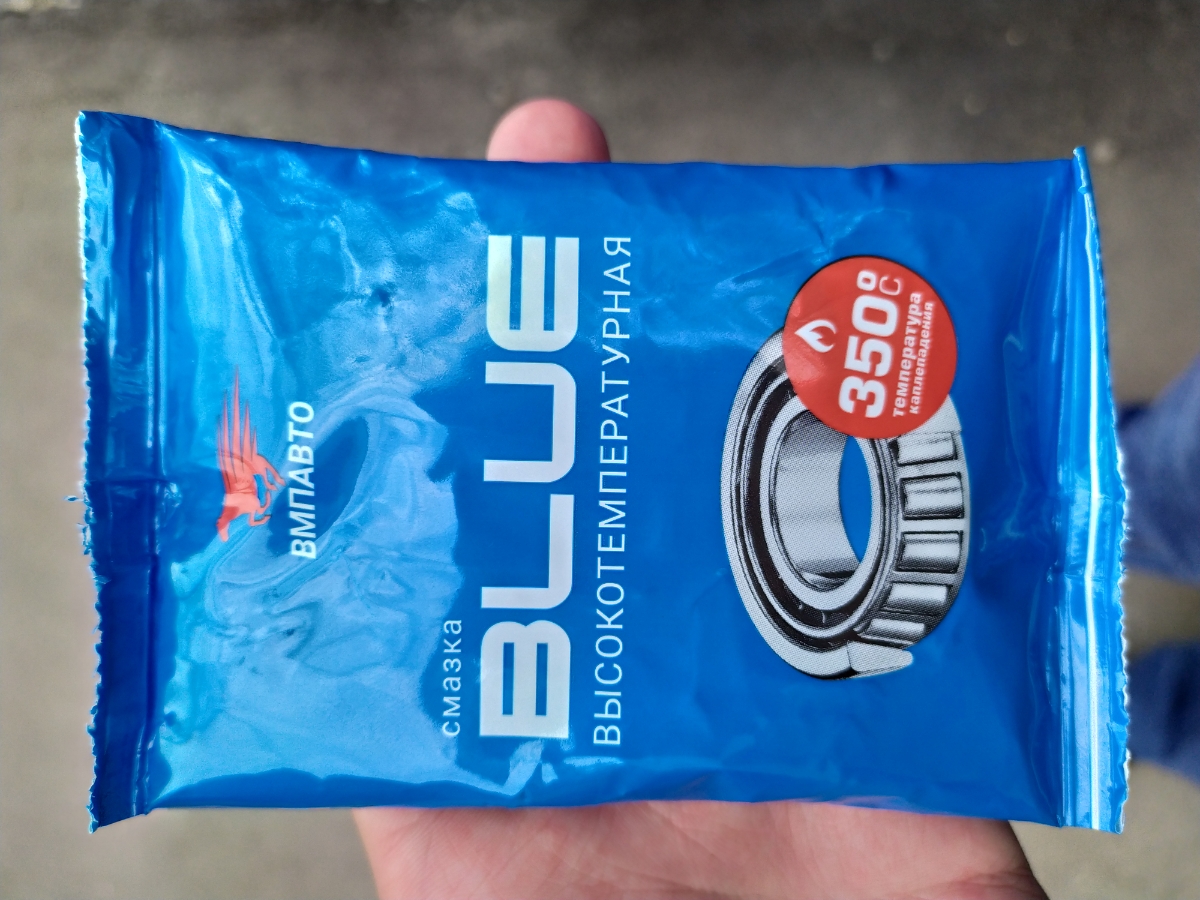 ВМПАВТО
смазка
BLUE
ВЫСОКОТЕМПЕРАТУРНАЯ
350°C
температура
каплепадения